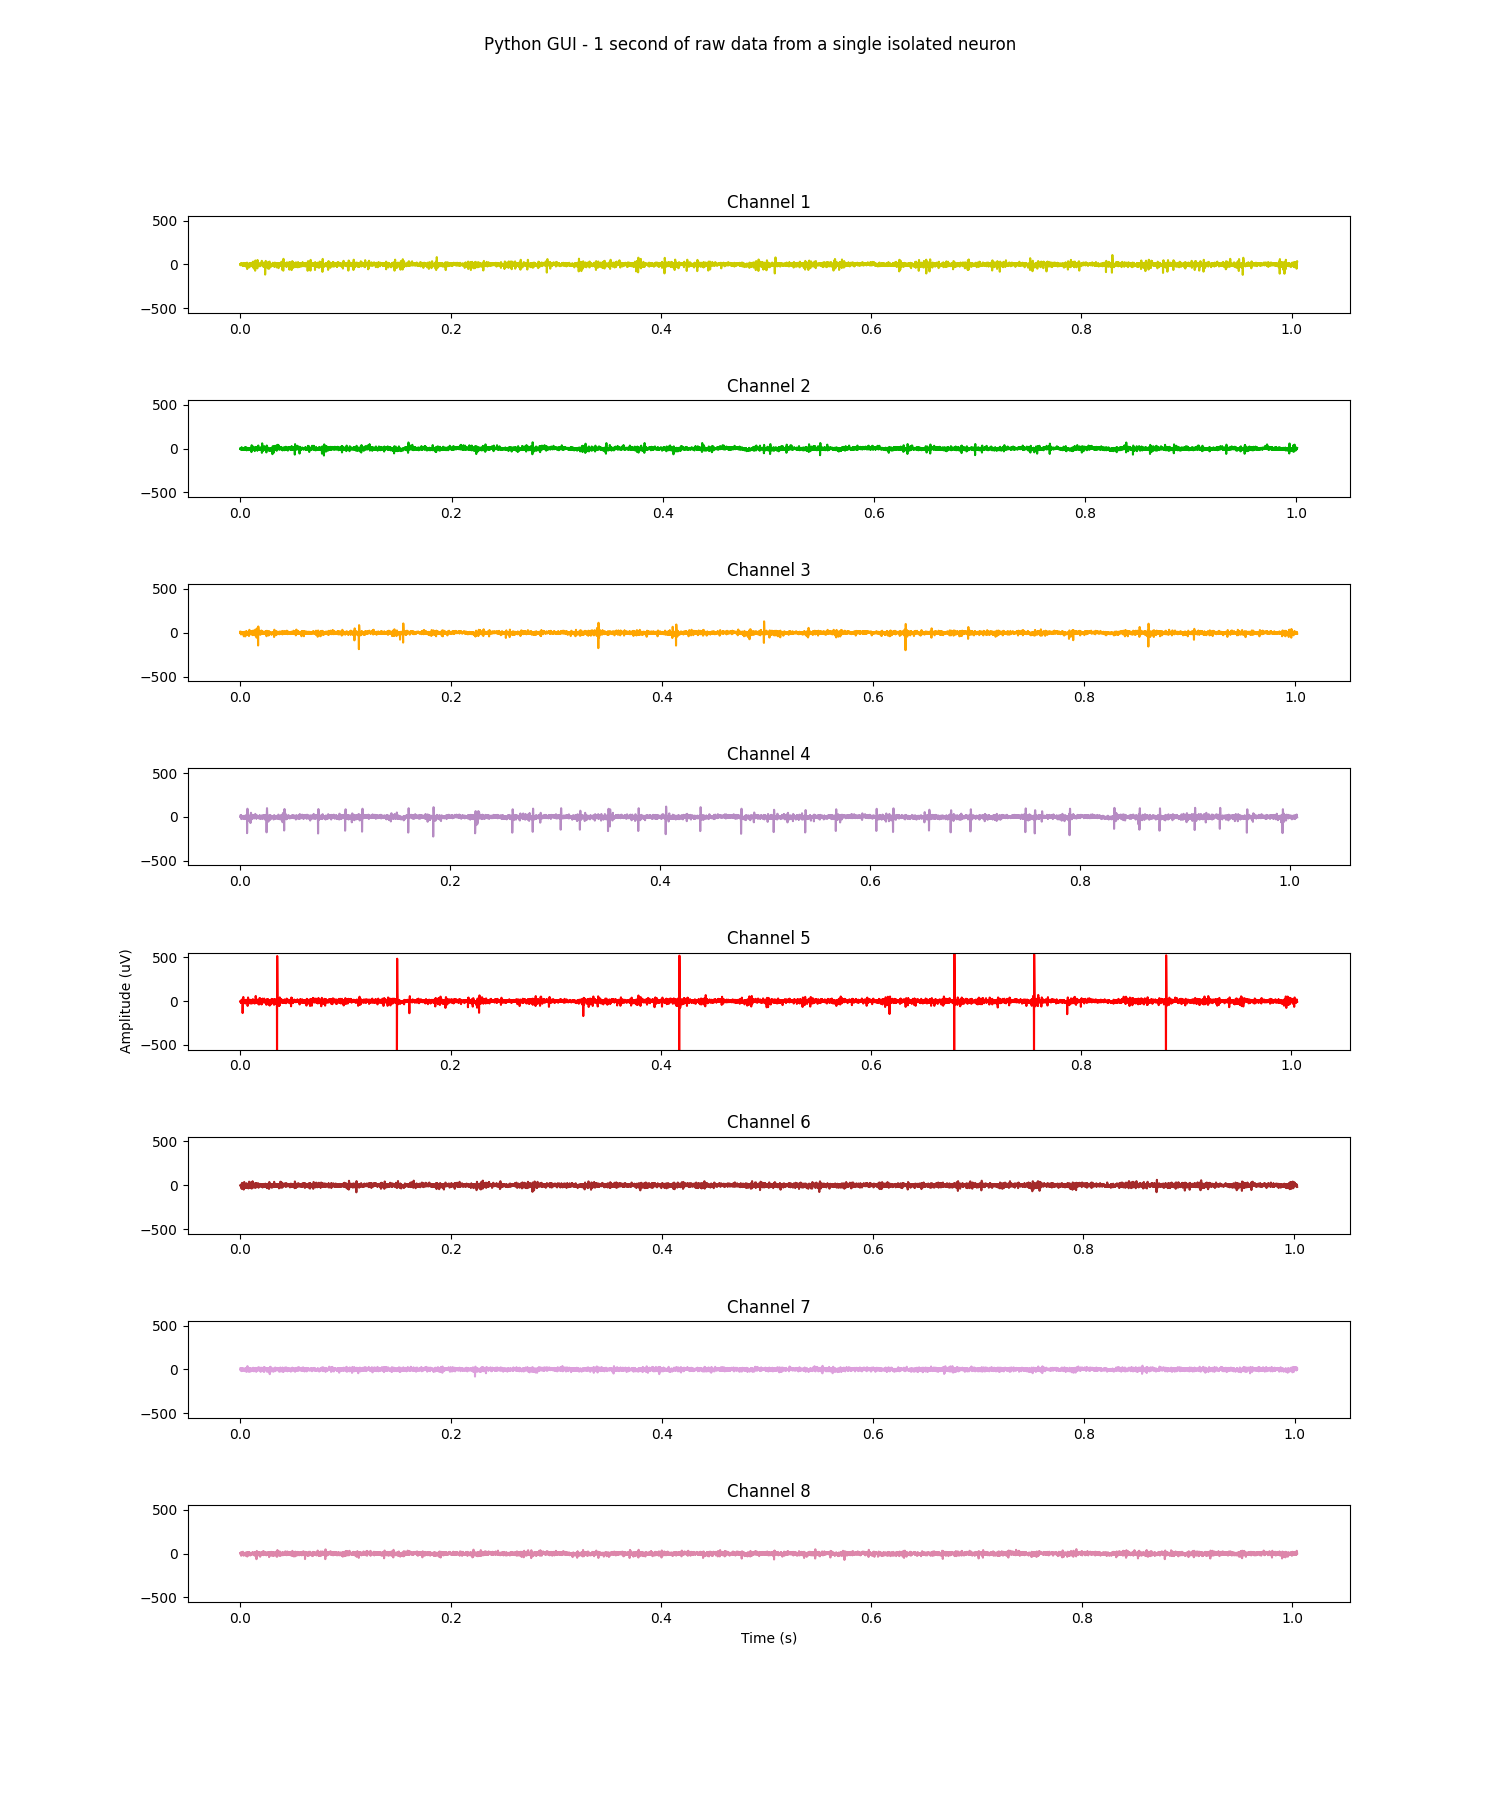 Python GUI - 1 second of raw data from a single isolated neuron
Channel 1
500
0
−500
0.0 0.2 0.4 0.6 0.8 1.0
Channel 2
500
0
−500
0.0 0.2 0.4 0.6 0.8 1.0
Channel 3
500
0
−500
0.0 0.2 0.4 0.6 0.8 1.0
Channel 4
500
0
−500
0.0 0.2 0.4 0.6 0.8 1.0
Channel 5
Amplitude (uV)
500
0
−500
0.0 0.2 0.4 0.6 0.8 1.0
Channel 6
500
0
−500
0.0 0.2 0.4 0.6 0.8 1.0
Channel 7
500
0
−500
0.0 0.2 0.4 0.6 0.8 1.0
Channel 8
500
0
−500
0.0 0.2 0.4 0.6 0.8 1.0
Time (s)